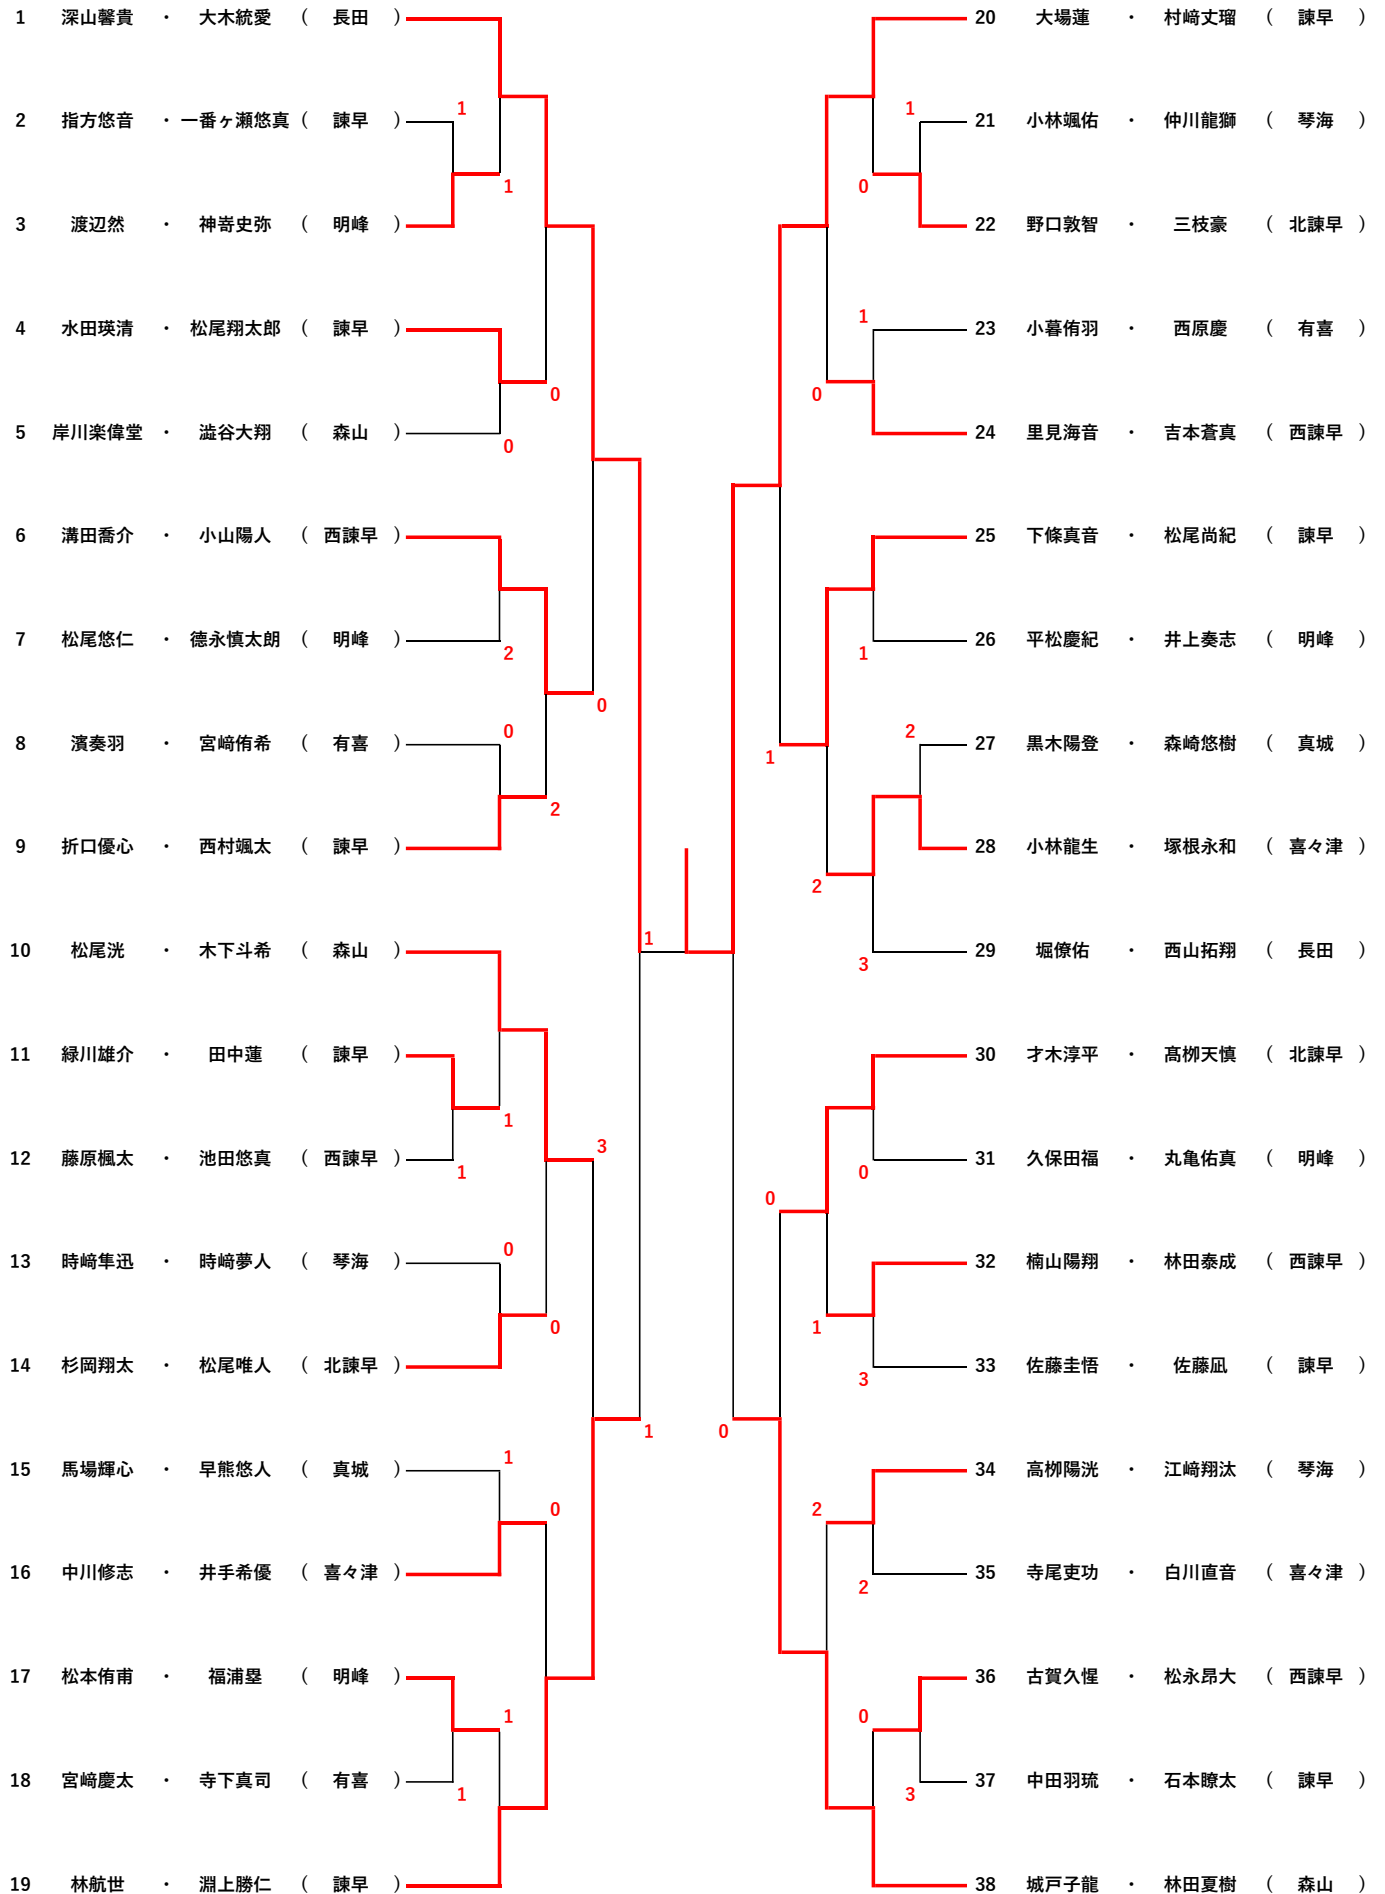 1 深山馨貴 ・ 大木統愛 ( 長田 )
2 指方悠音 ・ 一番ヶ瀬悠真 ( 諫早 )
1
3 渡辺然 ・ 神嵜史弥 ( 明峰 )
1
4 水田瑛清 ・ 松尾翔太郎 ( 諫早 )
0
5 岸川楽偉堂 ・ 澁谷大翔 ( 森山 )
0
6 溝田喬介 ・ 小山陽人 ( 西諫早 )
7 松尾悠仁 ・ 德永慎太朗 ( 明峰 )
2
0
8 濱奏羽 ・ 宮﨑侑希 ( 有喜 )
0
2
9 折口優心 ・ 西村颯太 ( 諫早 )
10 松尾洸 ・ 木下斗希 ( 森山 )
1
11 緑川雄介 ・ 田中蓮 ( 諫早 )
1
12 藤原楓太 ・ 池田悠真 ( 西諫早 )
1
3
13 時﨑隼迅 ・ 時﨑夢人 ( 琴海 )
0
0
14 杉岡翔太 ・ 松尾唯人 ( 北諫早 )
1
15 馬場輝心 ・ 早熊悠人 ( 真城 )
1
0
16 中川修志 ・ 井手希優 ( 喜々津 )
17 松本侑甫 ・ 福浦塁 ( 明峰 )
1
18 宮﨑慶太 ・ 寺下真司 ( 有喜 )
1
19 林航世 ・ 淵上勝仁 ( 諫早 )
20 大場蓮 ・ 村﨑丈瑠 ( 諫早 )
1
21 小林颯佑 ・ 仲川龍獅 ( 琴海 )
0
22 野口敦智 ・ 三枝豪 ( 北諫早 )
1
23 小暮侑羽 ・ 西原慶 ( 有喜 )
0
24 里見海音 ・ 吉本蒼真 ( 西諫早 )
25 下條真音 ・ 松尾尚紀 ( 諫早 )
26 平松慶紀 ・ 井上奏志 ( 明峰 )
1
2
27 黒木陽登 ・ 森崎悠樹 ( 真城 )
1
28 小林龍生 ・ 塚根永和 ( 喜々津 )
2
29 堀僚佑 ・ 西山拓翔 ( 長田 )
3
30 才木淳平 ・ 髙栁天慎 ( 北諫早 )
31 久保田福 ・ 丸亀佑真 ( 明峰 )
0
0
32 楠山陽翔 ・ 林田泰成 ( 西諫早 )
1
33 佐藤圭悟 ・ 佐藤凪 ( 諫早 )
3
0
34 高栁陽洸 ・ 江﨑翔汰 ( 琴海 )
2
35 寺尾吏功 ・ 白川直音 ( 喜々津 )
2
36 古賀久惺 ・ 松永昂大 ( 西諫早 )
0
37 中田羽琉 ・ 石本瞭太 ( 諫早 )
3
38 城戸子龍 ・ 林田夏樹 ( 森山 )